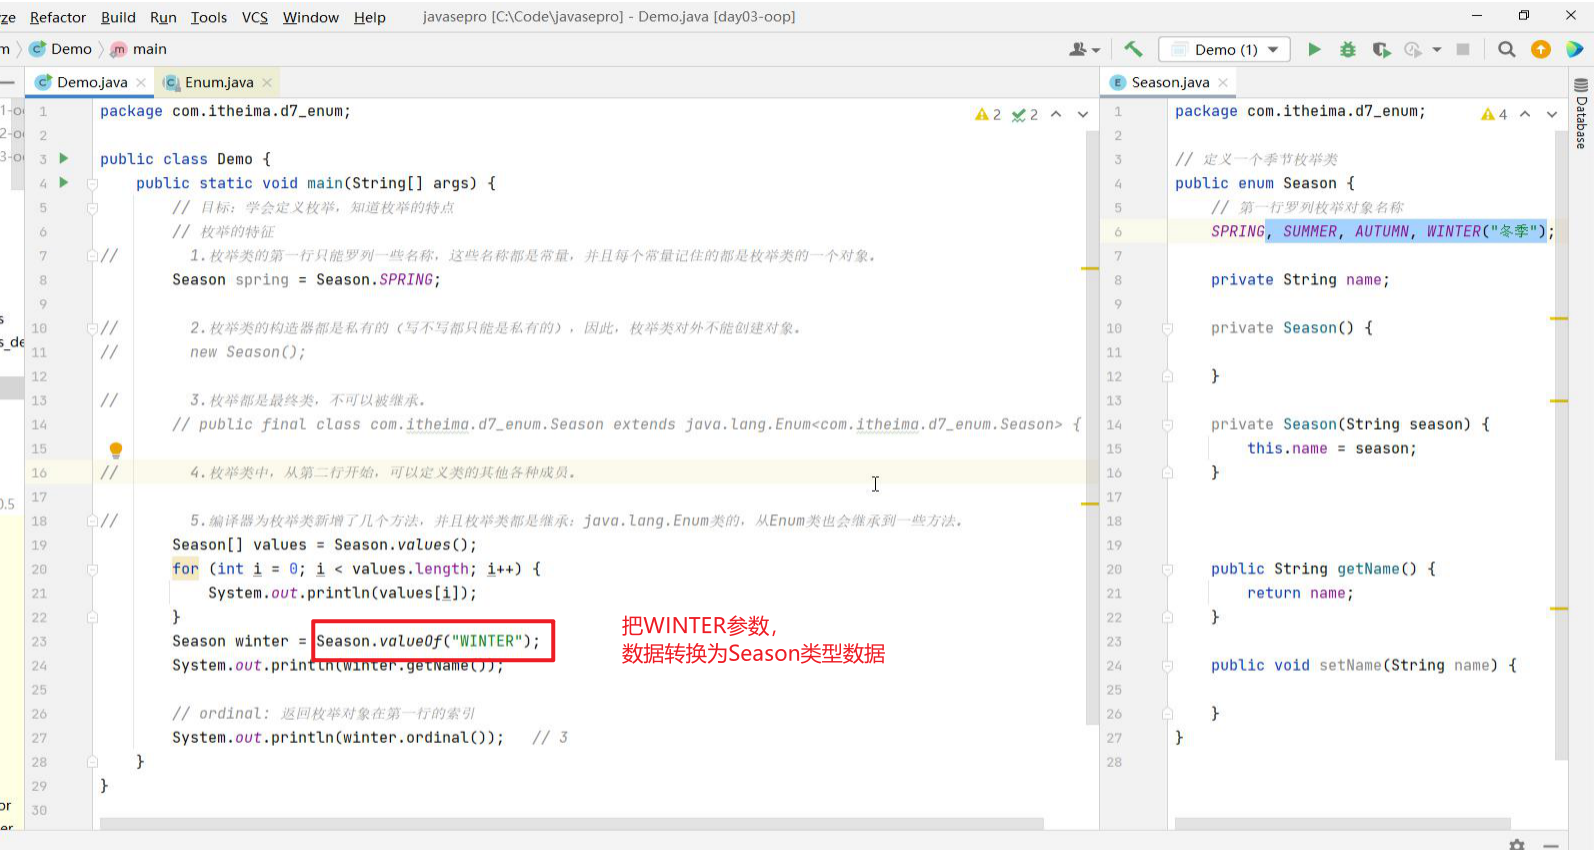 Refactor Build Run Tools VCS Window Help javasepro [C:\Code\javasepro] - Demo.java [day03-oop]
Demo main Demo (1)
Demo.java Enum.java
1 package com.itheima.d7_enum;
2
3 public class Demo {
4 public static void main(String[] args) {
5 // 目标：学会定义枚举，知道枚举的特点
6 // 枚举的特征
7 // 1.枚举类的第一行只能罗列一些名称，这些名称都是常量，并且每个常量记住的都是枚举类的一个对象.
8 Season spring = Season.SPRING;
9
10 // 2.枚举类的构造器都是私有的（写不写都只能是私有的），因此，枚举类对外不能创建对象.
11 // new Season();
12
13 // 3.枚举都是最终类，不可以被继承.
14 // public final class com.itheima.d7_enum.Season extends java.lang.Enum<com.itheima.d7_enum.Season> {
15
16 // 4.枚举类中，从第二行开始，可以定义类的其他各种成员.
17
18 // 5.编译器为枚举类新增了几个方法，并且枚举类都是继承：java.lang.Enum类的，从Enum类也会继承到一些方法.
19 Season[] values = Season.values();
20 for (int i = 0; i < values.length; i++) {
21 System.out.println(values[i]);
22 }
23 Season winter = Season.valueOf("WINTER");
24 System.out.println(winter.getName());
25
26 // ordinal: 返回枚举对象在第一行的索引
27 System.out.println(winter.ordinal()); // 3
28 }
29 }
30
把WINTER参数，
数据转换为Season类型数据
2 2
Season.java
4
1 package com.itheima.d7_enum;
2
3 // 定义一个季节枚举类
4 public enum Season {
5 // 第一行罗列枚举对象名称
6 SPRING, SUMMER, AUTUMN, WINTER("冬季");
7
8 private String name;
9
10 private Season() {
11
12 }
13
14 private Season(String season) {
15 this.name = season;
16 }
17
18
19
20 public String getName() {
21 return name;
22 }
23
24 public void setName(String name) {
25
26 }
27 }
28
Database